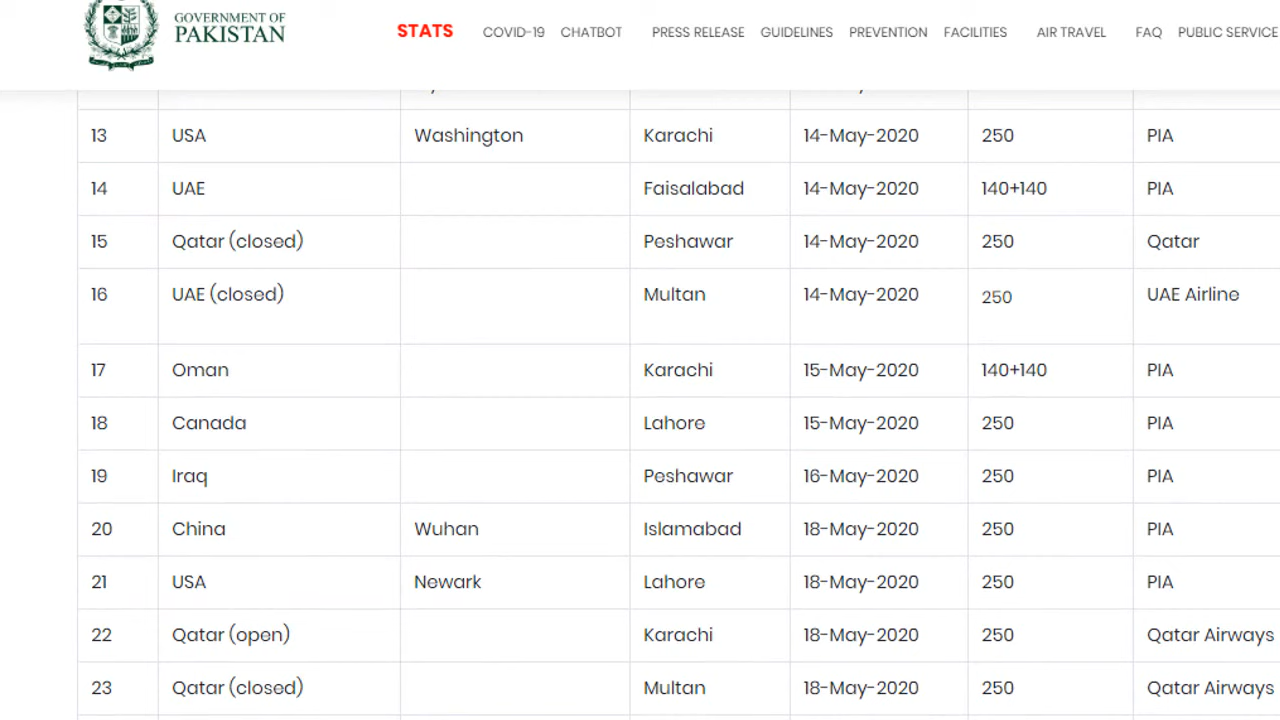 GOVERNMENT OF
PAKISTAN
STATS COVID-19 CHATBOT PRESS RELEASE GUIDELINES PREVENTION FACILITIES AIR TRAVEL FAQ PUBLIC SERVICE
13 USA Washington Karachi 14-May-2020 250 PIA
14 UAE Faisalabad 14-May-2020 140+140 PIA
15 Qatar (closed) Peshawar 14-May-2020 250 Qatar
16 UAE (closed) Multan 14-May-2020 250 UAE Airline
17 Oman Karachi 15-May-2020 140+140 PIA
18 Canada Lahore 15-May-2020 250 PIA
19 Iraq Peshawar 16-May-2020 250 PIA
20 China Wuhan Islamabad 18-May-2020 250 PIA
21 USA Newark Lahore 18-May-2020 250 PIA
22 Qatar (open) Karachi 18-May-2020 250 Qatar Airways
23 Qatar (closed) Multan 18-May-2020 250 Qatar Airways